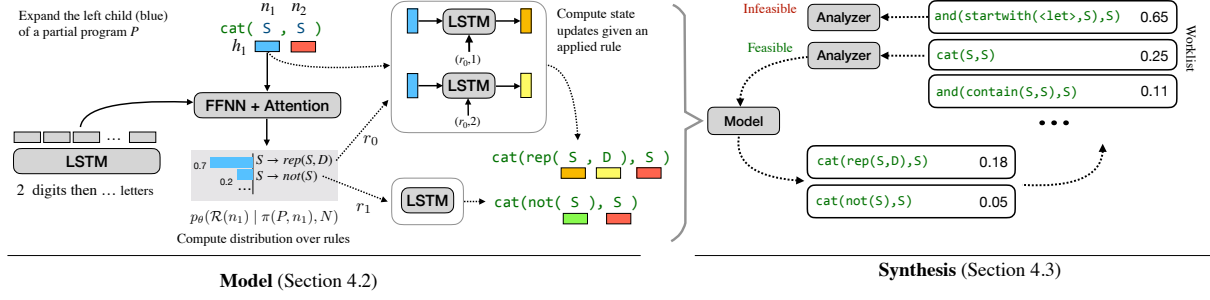 Expand the left child (blue)
of a partial program P
n₁ n₂
cat( S , S )
h₁
FFNN + Attention
LSTM
2 digits then … letters
0.7 S → rep(S, D)
0.2 S → not(S)
...
pθ(R(n₁) | π(P, n₁), N)
Compute distribution over rules
r₀
r₁
LSTM
(r₀,1)
LSTM
(r₀,2)
Compute state
updates given an
applied rule
cat(rep( S , D ), S )
LSTM
cat(not( S ), S )
Model (Section 4.2)
Infeasible
Analyzer
and(startwith(<let>,S),S) 0.65
Feasible
Analyzer
cat(S,S) 0.25
and(contain(S,S),S) 0.11
Worklist
Model
cat(rep(S,D),S) 0.18
cat(not(S),S) 0.05
Synthesis (Section 4.3)